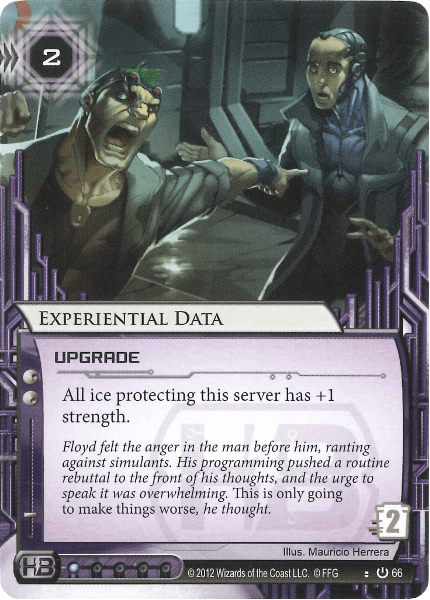 2
EXPERIENTIAL DATA
UPGRADE
All ice protecting this server has +1
strength.
Floyd felt the anger in the man before him, ranting
against simulants. His programming pushed a routine
rebuttal to the front of his thoughts, and the urge to
speak it was overwhelming. This is only going
to make things worse, he thought.
2
Illus. Mauricio Herrera
HB
© 2012 Wizards of the Coast LLC. © FFG
66